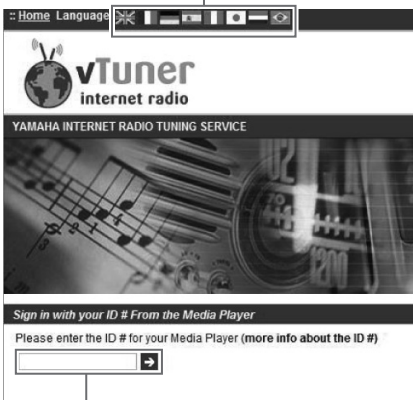 :: Home Language
vTuner
internet radio
YAMAHA INTERNET RADIO TUNING SERVICE
Sign in with your ID # From the Media Player
Please enter the ID # for your Media Player (more info about the ID #)